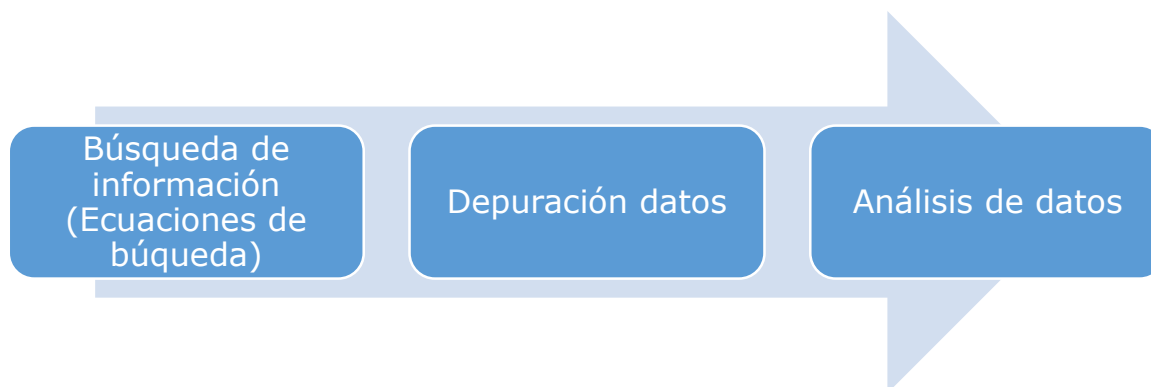 Búsqueda de
información
(Ecuaciones de
búqueda)
Depuración datos
Análisis de datos